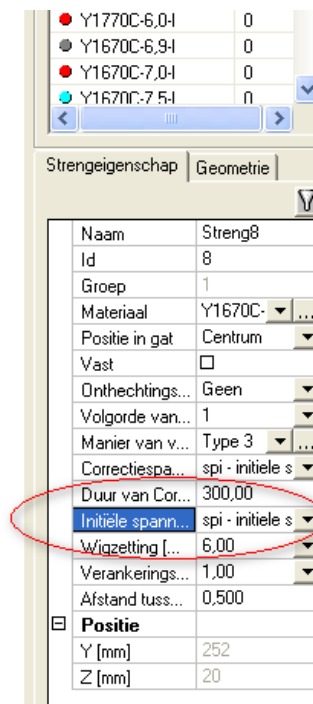 Y1770C-6,0-I 0
Y1670C-6,9-I 0
Y1670C-7,0-I 0
Y1670C-7,5-I 0
Strengeigenschap Geometrie
Naam Streng8
Id 8
Groep 1
Materiaal Y1670C- ...
Positie in gat Centrum
Vast
Onthechtings... Geen
Volgorde van... 1
Manier van v... Type 3 ...
Correctiespa... spi - initiele s
Duur van Cor... 300,00
Initiële spann... spi - initiele s
Wigzetting [... 6,00
Verankerings... 1,00
Afstand tuss... 0,500
Positie
Y [mm] 252
Z [mm] 20